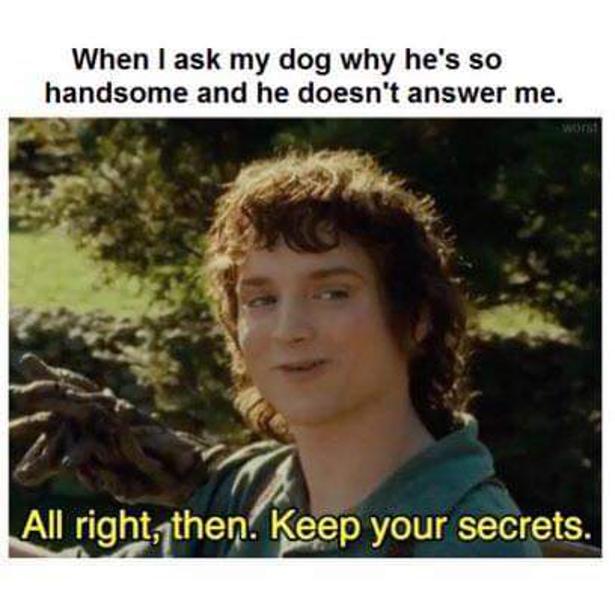 When I ask my dog why he's so
handsome and he doesn't answer me.
worst
All right, then. Keep your secrets.